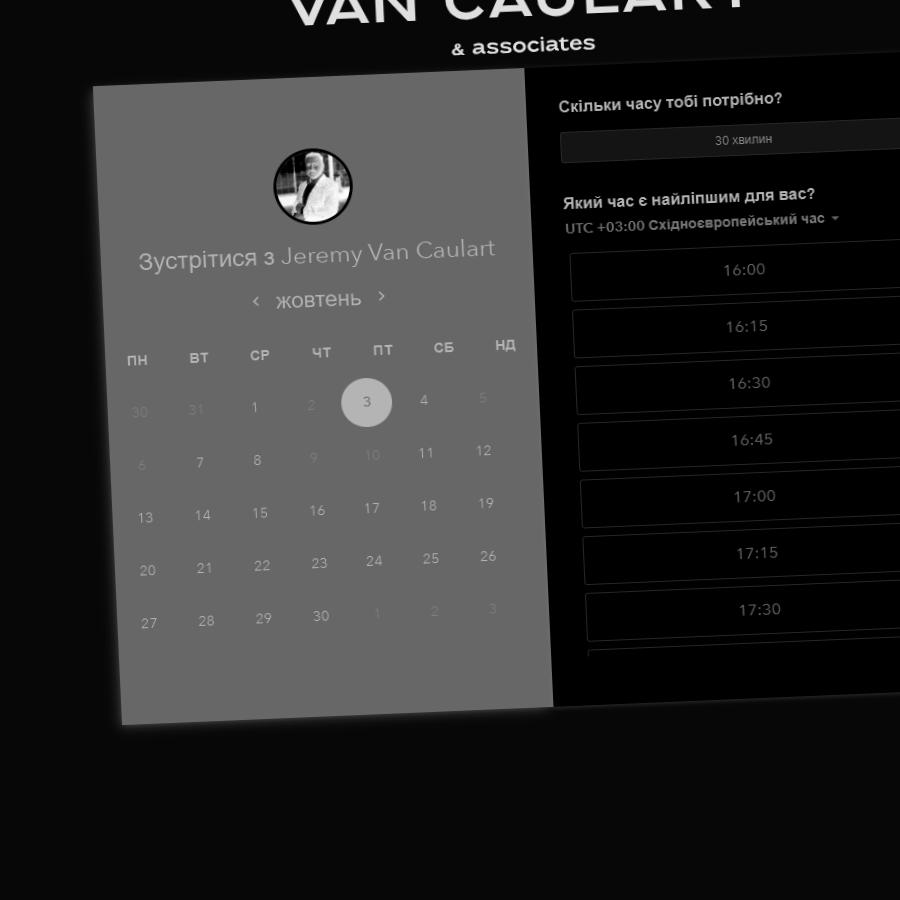 VAN CAULART
& associates
Зустрітися з Jeremy Van Caulart
жовтень
ПН ВТ СР ЧТ ПТ СБ НД
30 31 1 2 3 4 5
6 7 8 9 10 11 12
13 14 15 16 17 18 19
20 21 22 23 24 25 26
27 28 29 30 1 2 3
Скільки часу тобі потрібно?
30 хвилин
Який час є найліпшим для вас?
UTC +03:00 Східноєвропейський час
16:00
16:15
16:30
16:45
17:00
17:15
17:30